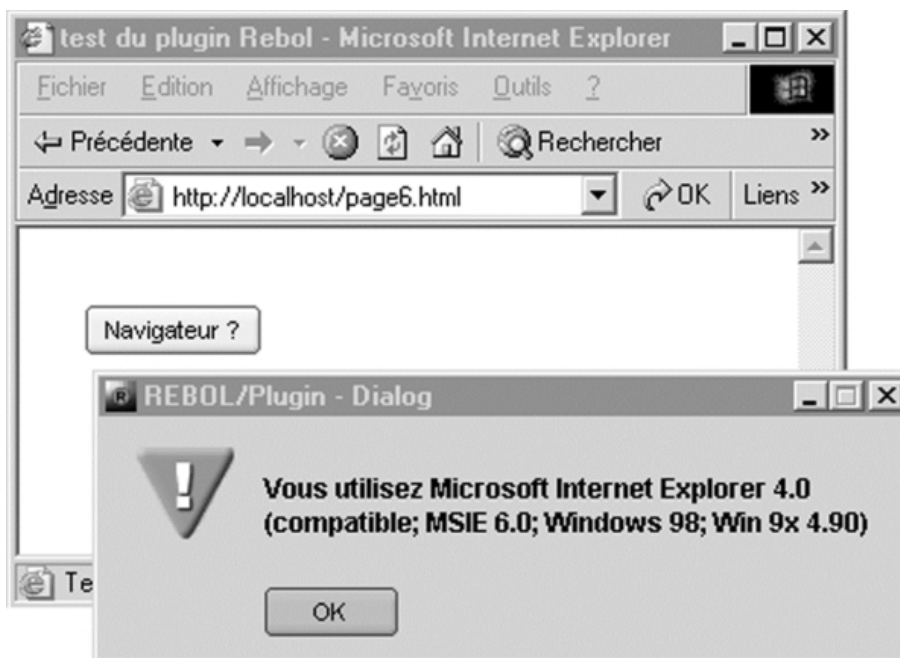 test du plugin Rebol - Microsoft Internet Explorer
Fichier Edition Affichage Favoris Outils ?
Précédente Rechercher »
Adresse http://localhost/page6.html OK Liens »
Navigateur ?
REBOL/Plugin - Dialog
Vous utilisez Microsoft Internet Explorer 4.0
(compatible; MSIE 6.0; Windows 98; Win 9x 4.90)
Te
OK